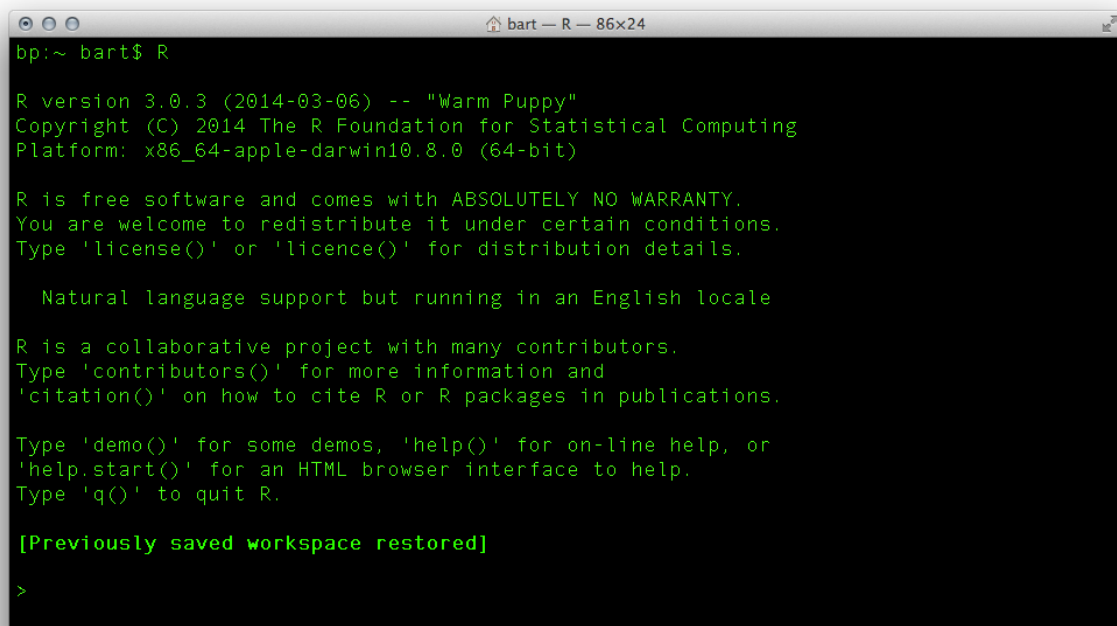 bart — R — 86×24
bp:~ bart$ R
R version 3.0.3 (2014-03-06) -- "Warm Puppy"
Copyright (C) 2014 The R Foundation for Statistical Computing
Platform: x86_64-apple-darwin10.8.0 (64-bit)
R is free software and comes with ABSOLUTELY NO WARRANTY.
You are welcome to redistribute it under certain conditions.
Type 'license()' or 'licence()' for distribution details.
Natural language support but running in an English locale
R is a collaborative project with many contributors.
Type 'contributors()' for more information and
'citation()' on how to cite R or R packages in publications.
Type 'demo()' for some demos, 'help()' for on-line help, or
'help.start()' for an HTML browser interface to help.
Type 'q()' to quit R.
[Previously saved workspace restored]
>